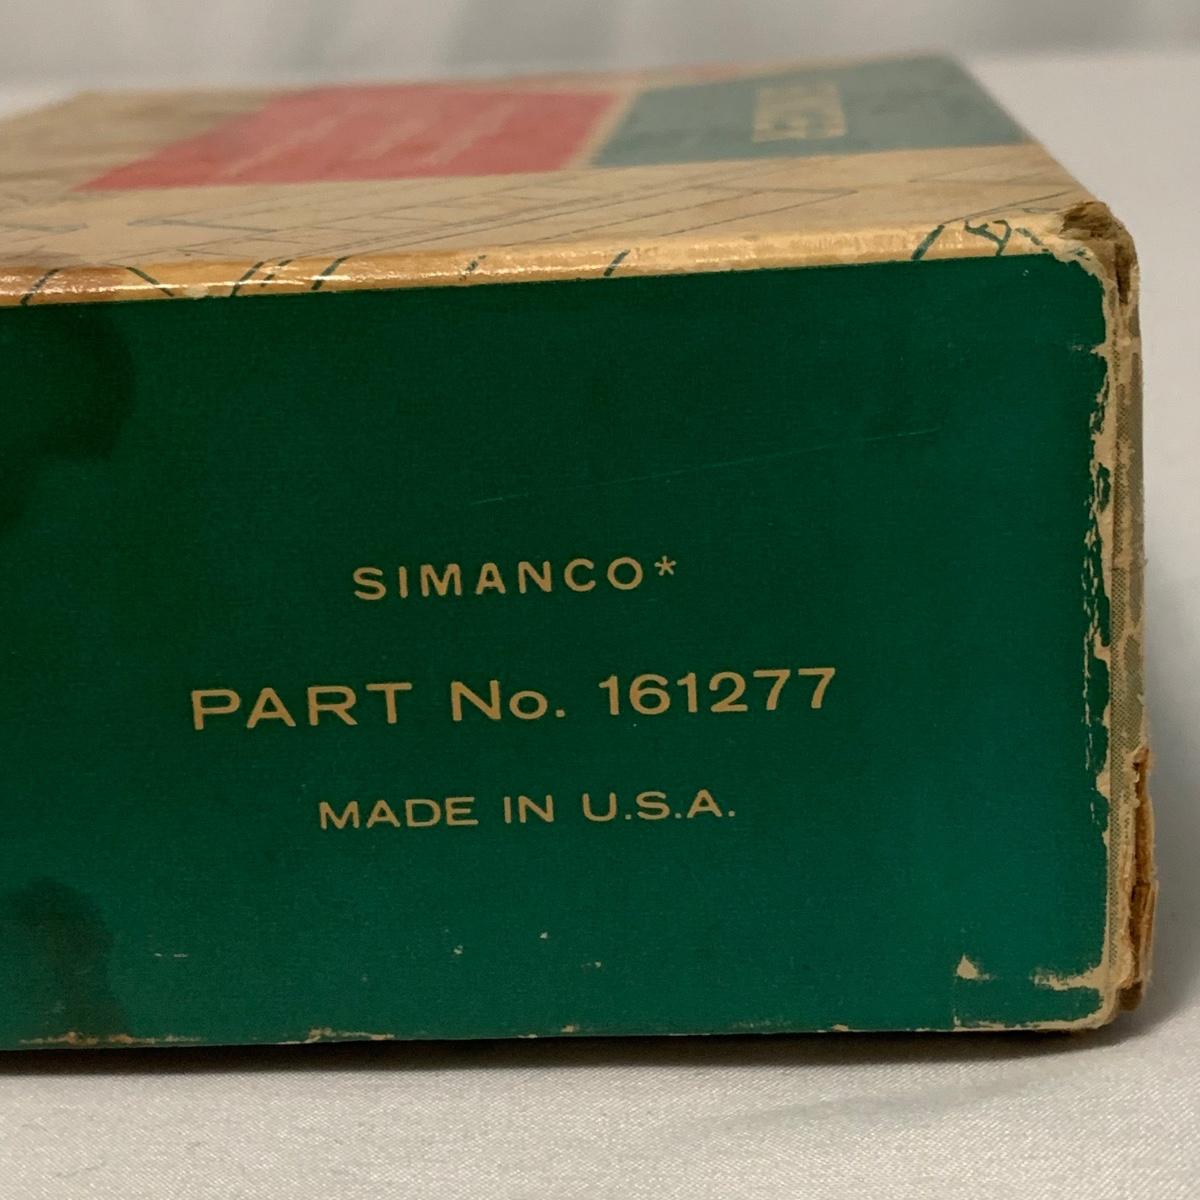 SIMANCO*
PART No. 161277
MADE IN U.S.A.